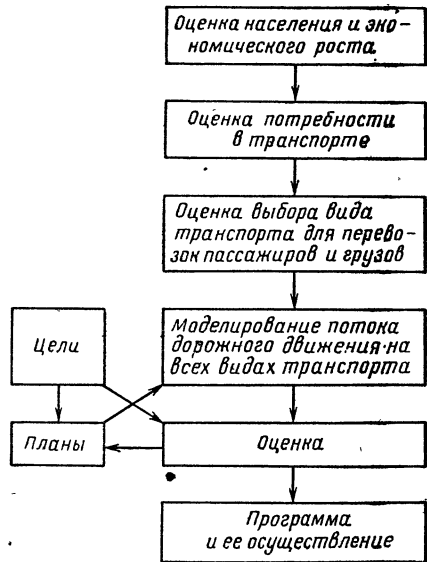 Оценка населения и эко-
номического роста
Оценка потребности
в транспорте
Оценка выбора вида
транспорта для перево-
зок пассажиров и грузов
Моделирование потока
дорожного движения на
всех видах транспорта
Цели
Планы
Оценка
Программа
и ее осуществление